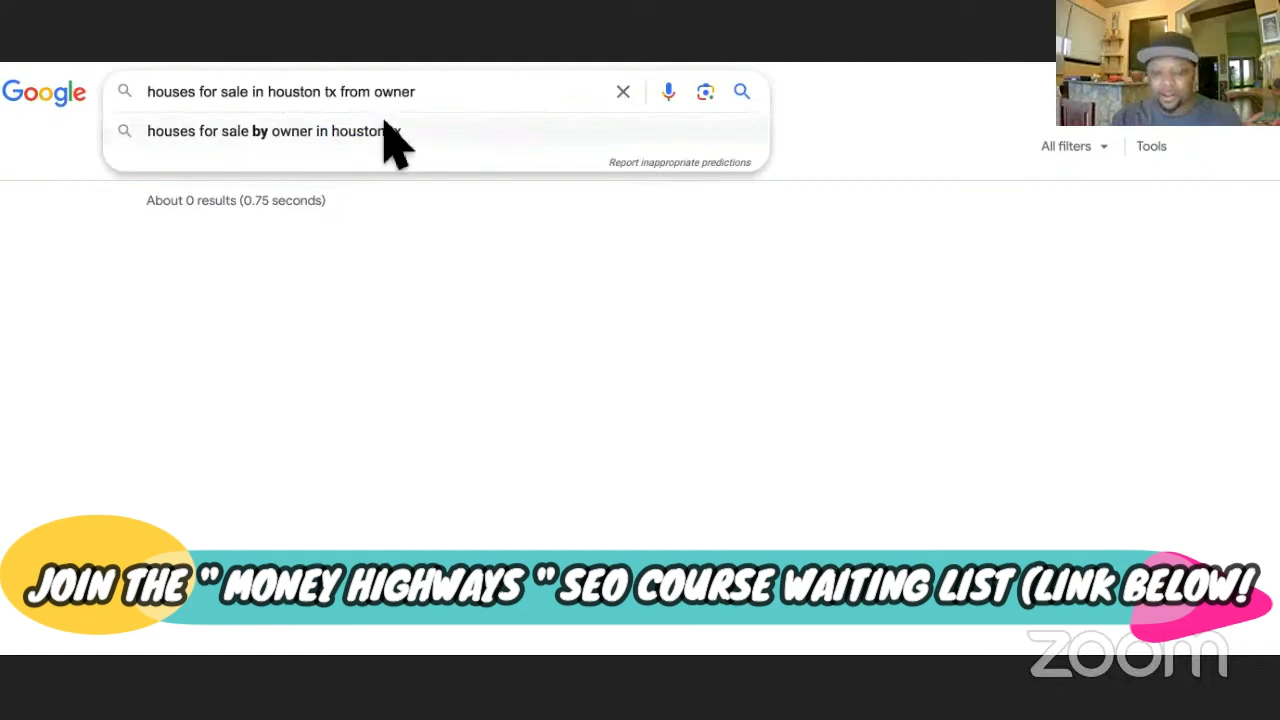 Google
houses for sale in houston tx from owner
houses for sale by owner in houston
Report inappropriate predictions
All filters
Tools
About 0 results (0.75 seconds)
JOIN THE " MONEY HIGHWAYS " SEO COURSE WAITING LIST (LINK BELOW!
zoom